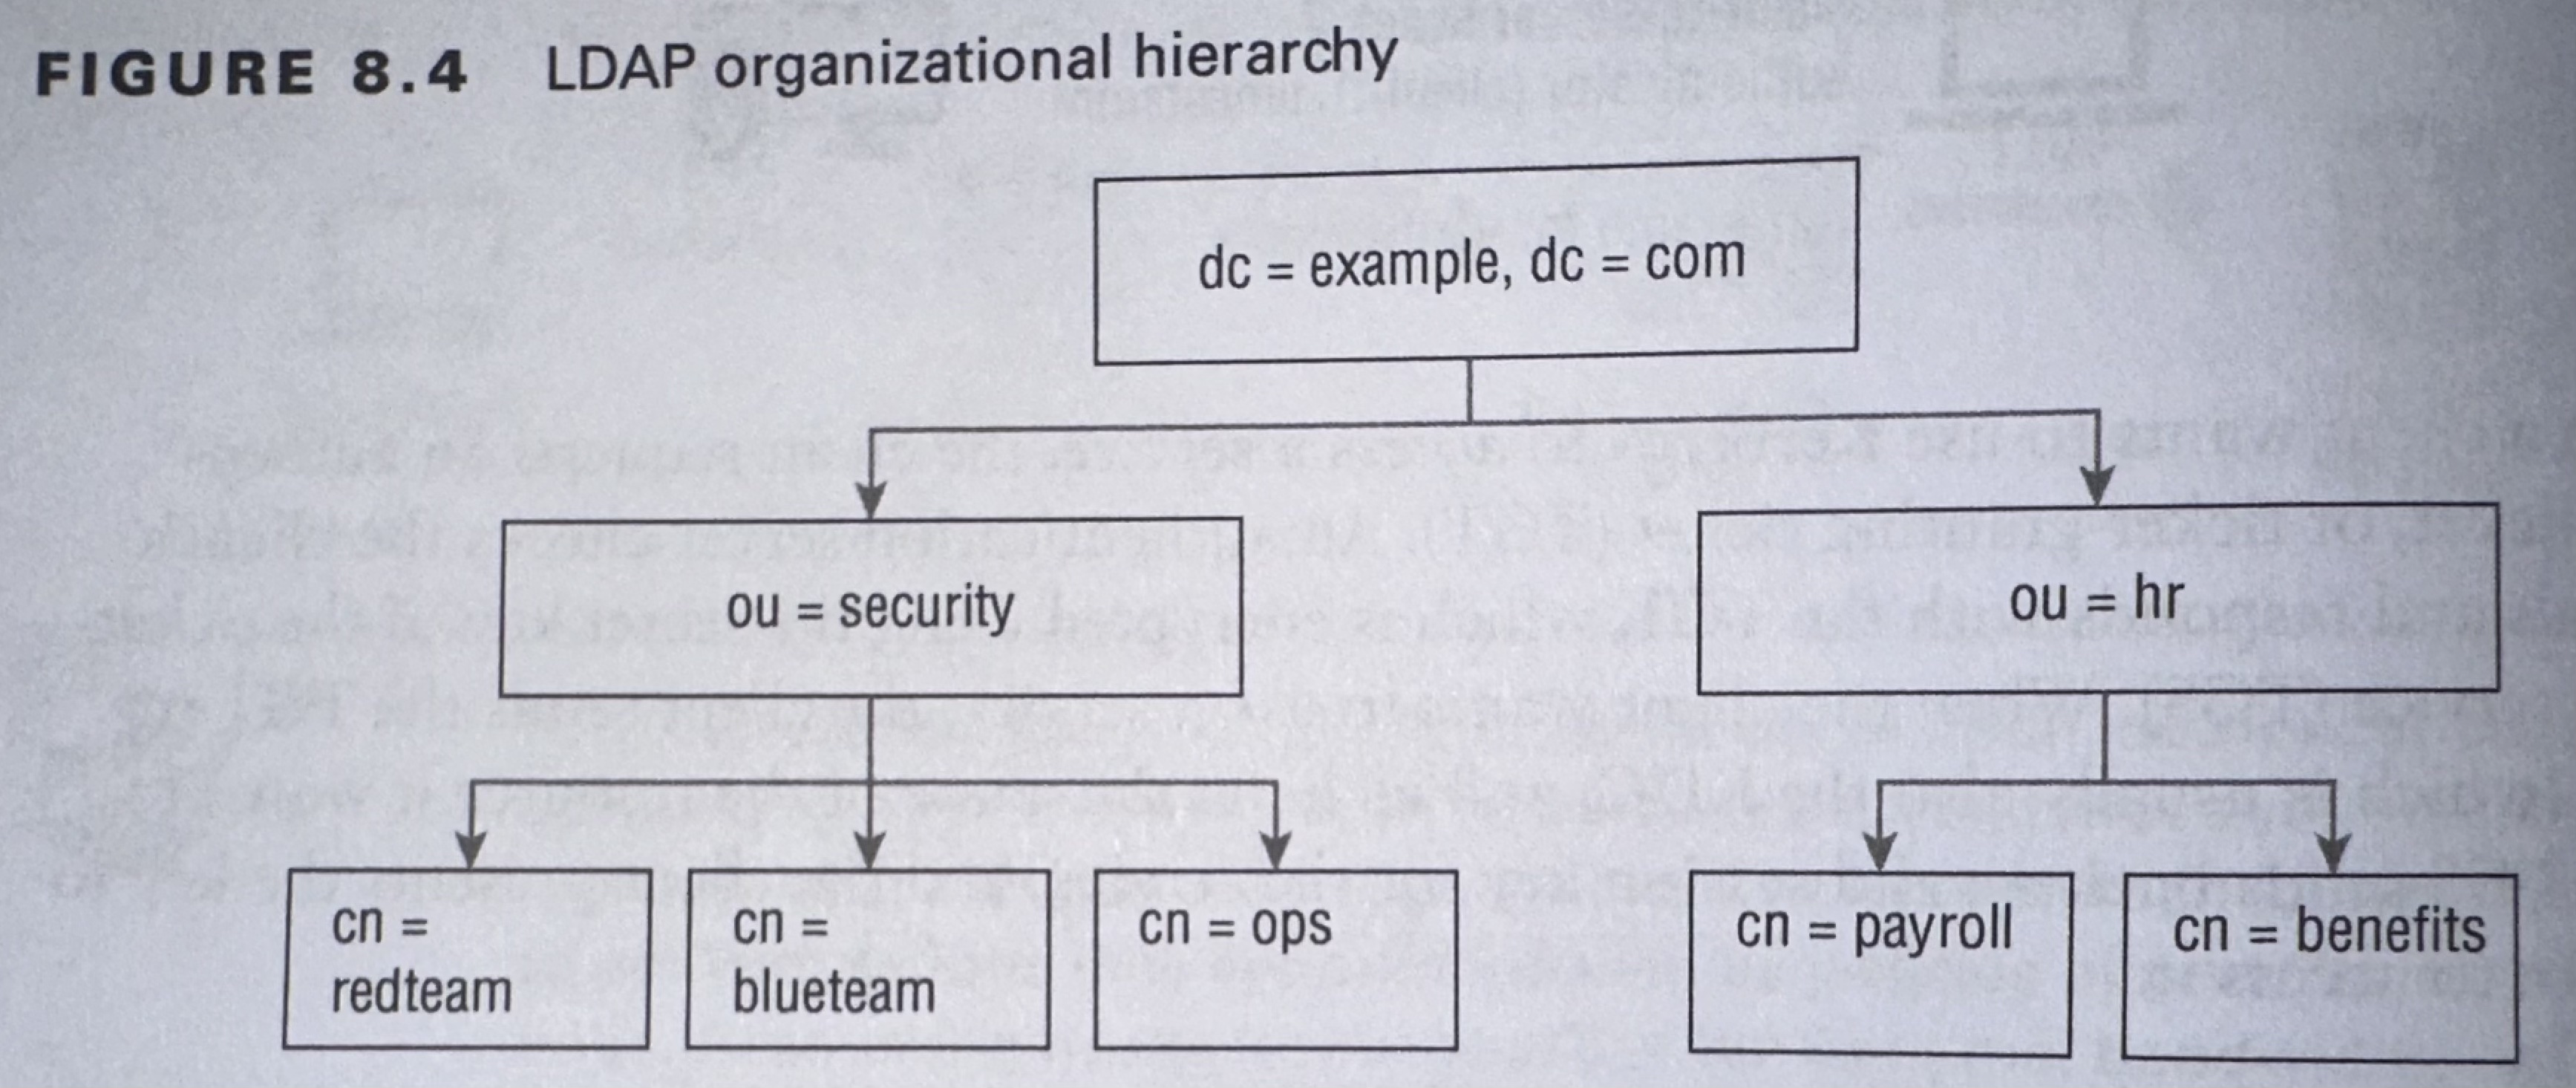 FIGURE 8.4 LDAP organizational hierarchy
dc = example, dc = com
ou = security
ou = hr
cn =
redteam
cn =
blueteam
cn = ops
cn = payroll
cn = benefits